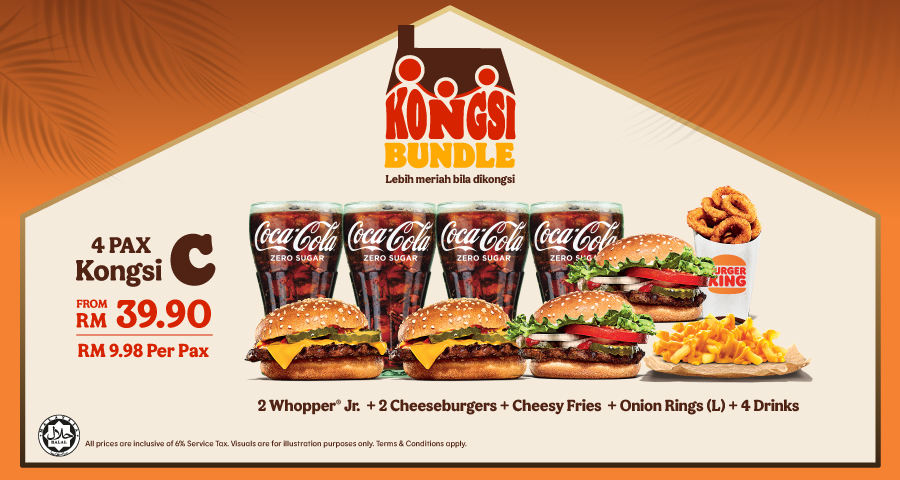 KONGSI
BUNDLE
Lebih meriah bila dikongsi
4 PAX
Kongsi C
FROM
RM 39.90
RM 9.98 Per Pax
Coca-Cola Coca-Cola Coca-Cola Coca-Cola
ZERO SUGAR ZERO SUGAR ZERO SUGAR ZERO SUG
BURGER
KING
2 Whopper® Jr. + 2 Cheeseburgers + Cheesy Fries + Onion Rings (L) + 4 Drinks
حلال
HALAL
All prices are inclusive of 6% Service Tax. Visuals are for illustration purposes only. Terms & Conditions apply.